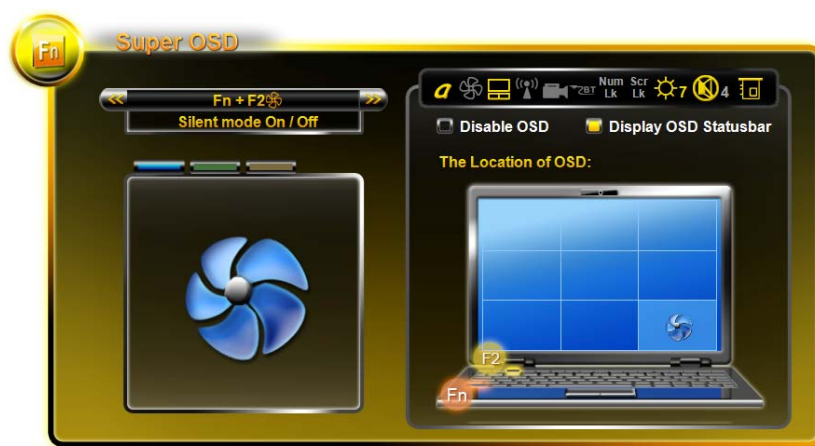 Fn
Super OSD
Fn + F2
Silent mode On / Off
a
2BT
Num Lk
Scr Lk
7
4
Disable OSD
Display OSD Statusbar
The Location of OSD:
F2
Fn